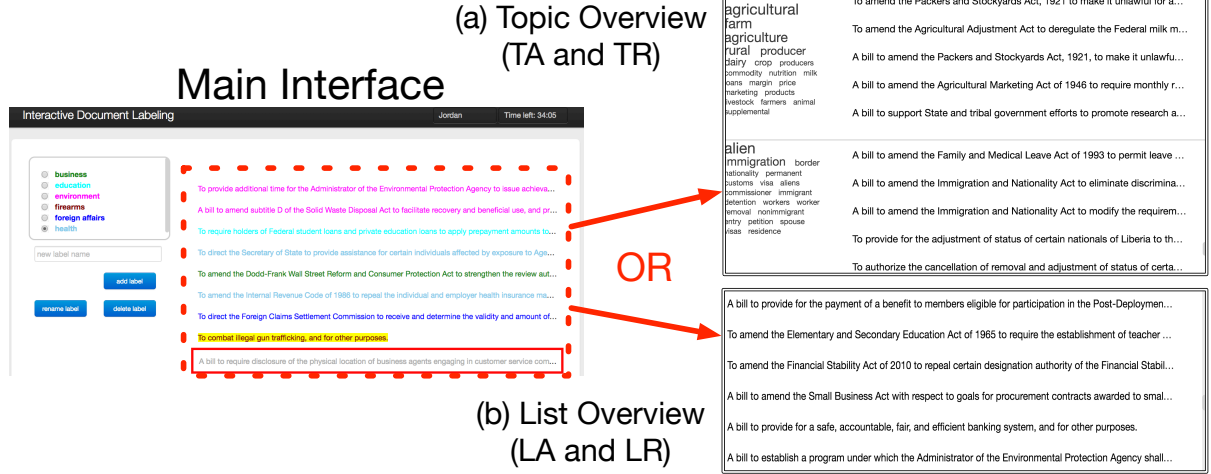 (a) Topic Overview
(TA and TR)
Main Interface
Interactive Document Labeling
Jordan
Time left: 34:05
business
education
environment
firearms
foreign affairs
health
new label name
add label
rename label
delete label
To provide additional time for the Administrator of the Environmental Protection Agency to issue achieva...
A bill to amend subtitle D of the Solid Waste Disposal Act to facilitate recovery and beneficial use, and pr...
To require holders of Federal student loans and private education loans to apply prepayment amounts to...
To direct the Secretary of State to provide assistance for certain individuals affected by exposure to Age...
To amend the Dodd-Frank Wall Street Reform and Consumer Protection Act to strengthen the review aut...
To amend the Internal Revenue Code of 1986 to repeal the individual and employer health insurance ma...
To direct the Foreign Claims Settlement Commission to receive and determine the validity and amount of...
To combat illegal gun trafficking, and for other purposes.
A bill to require disclosure of the physical location of business agents engaging in customer service com...
OR
agricultural
farm
agriculture
rural producer
dairy crop producers
commodity nutrition milk
loans margin price
marketing products
livestock farmers animal
supplemental
To amend the Packers and Stockyards Act, 1921 to make it unlawful for a...
To amend the Agricultural Adjustment Act to deregulate the Federal milk m...
A bill to amend the Packers and Stockyards Act, 1921, to make it unlawfu...
A bill to amend the Agricultural Marketing Act of 1946 to require monthly r...
A bill to support State and tribal government efforts to promote research a...
alien
immigration border
nationality permanent
customs visa aliens
commissioner immigrant
detention workers worker
removal nonimmigrant
entry petition spouse
visas residence
A bill to amend the Family and Medical Leave Act of 1993 to permit leave ...
A bill to amend the Immigration and Nationality Act to eliminate discrimina...
A bill to amend the Immigration and Nationality Act to modify the requirem...
To provide for the adjustment of status of certain nationals of Liberia to th...
To authorize the cancellation of removal and adjustment of status of certa...
(b) List Overview
(LA and LR)
A bill to provide for the payment of a benefit to members eligible for participation in the Post-Deploymen...
To amend the Elementary and Secondary Education Act of 1965 to require the establishment of teacher ...
To amend the Financial Stability Act of 2010 to repeal certain designation authority of the Financial Stabil...
A bill to amend the Small Business Act with respect to goals for procurement contracts awarded to smal...
A bill to provide for a safe, accountable, fair, and efficient banking system, and for other purposes.
A bill to establish a program under which the Administrator of the Environmental Protection Agency shall...